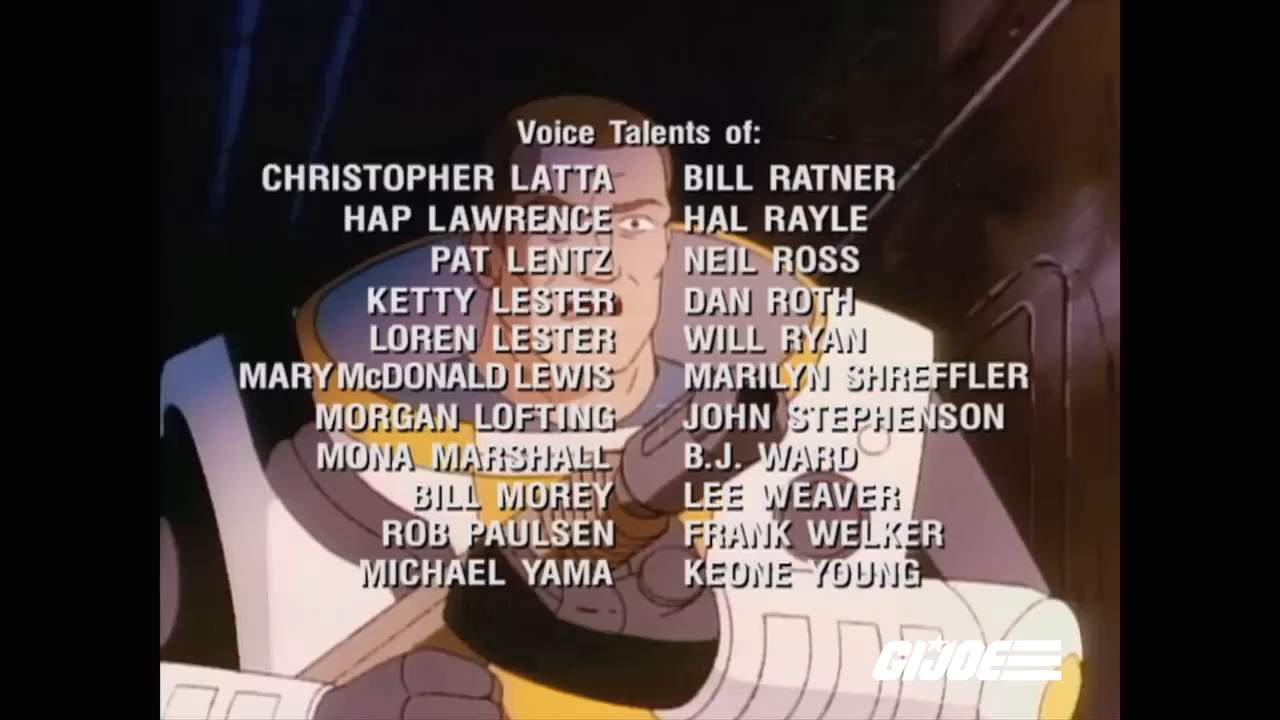 Voice Talents of:
CHRISTOPHER LATTA BILL RATNER
HAP LAWRENCE HAL RAYLE
PAT LENTZ NEIL ROSS
KETTY LESTER DAN ROTH
LOREN LESTER WILL RYAN
MARY McDONALD LEWIS MARILYN SHREFFLER
MORGAN LOFTING JOHN STEPHENSON
MONA MARSHALL B.J. WARD
BILL MOREY LEE WEAVER
ROB PAULSEN FRANK WELKER
MICHAEL YAMA KEONE YOUNG
GIJOE